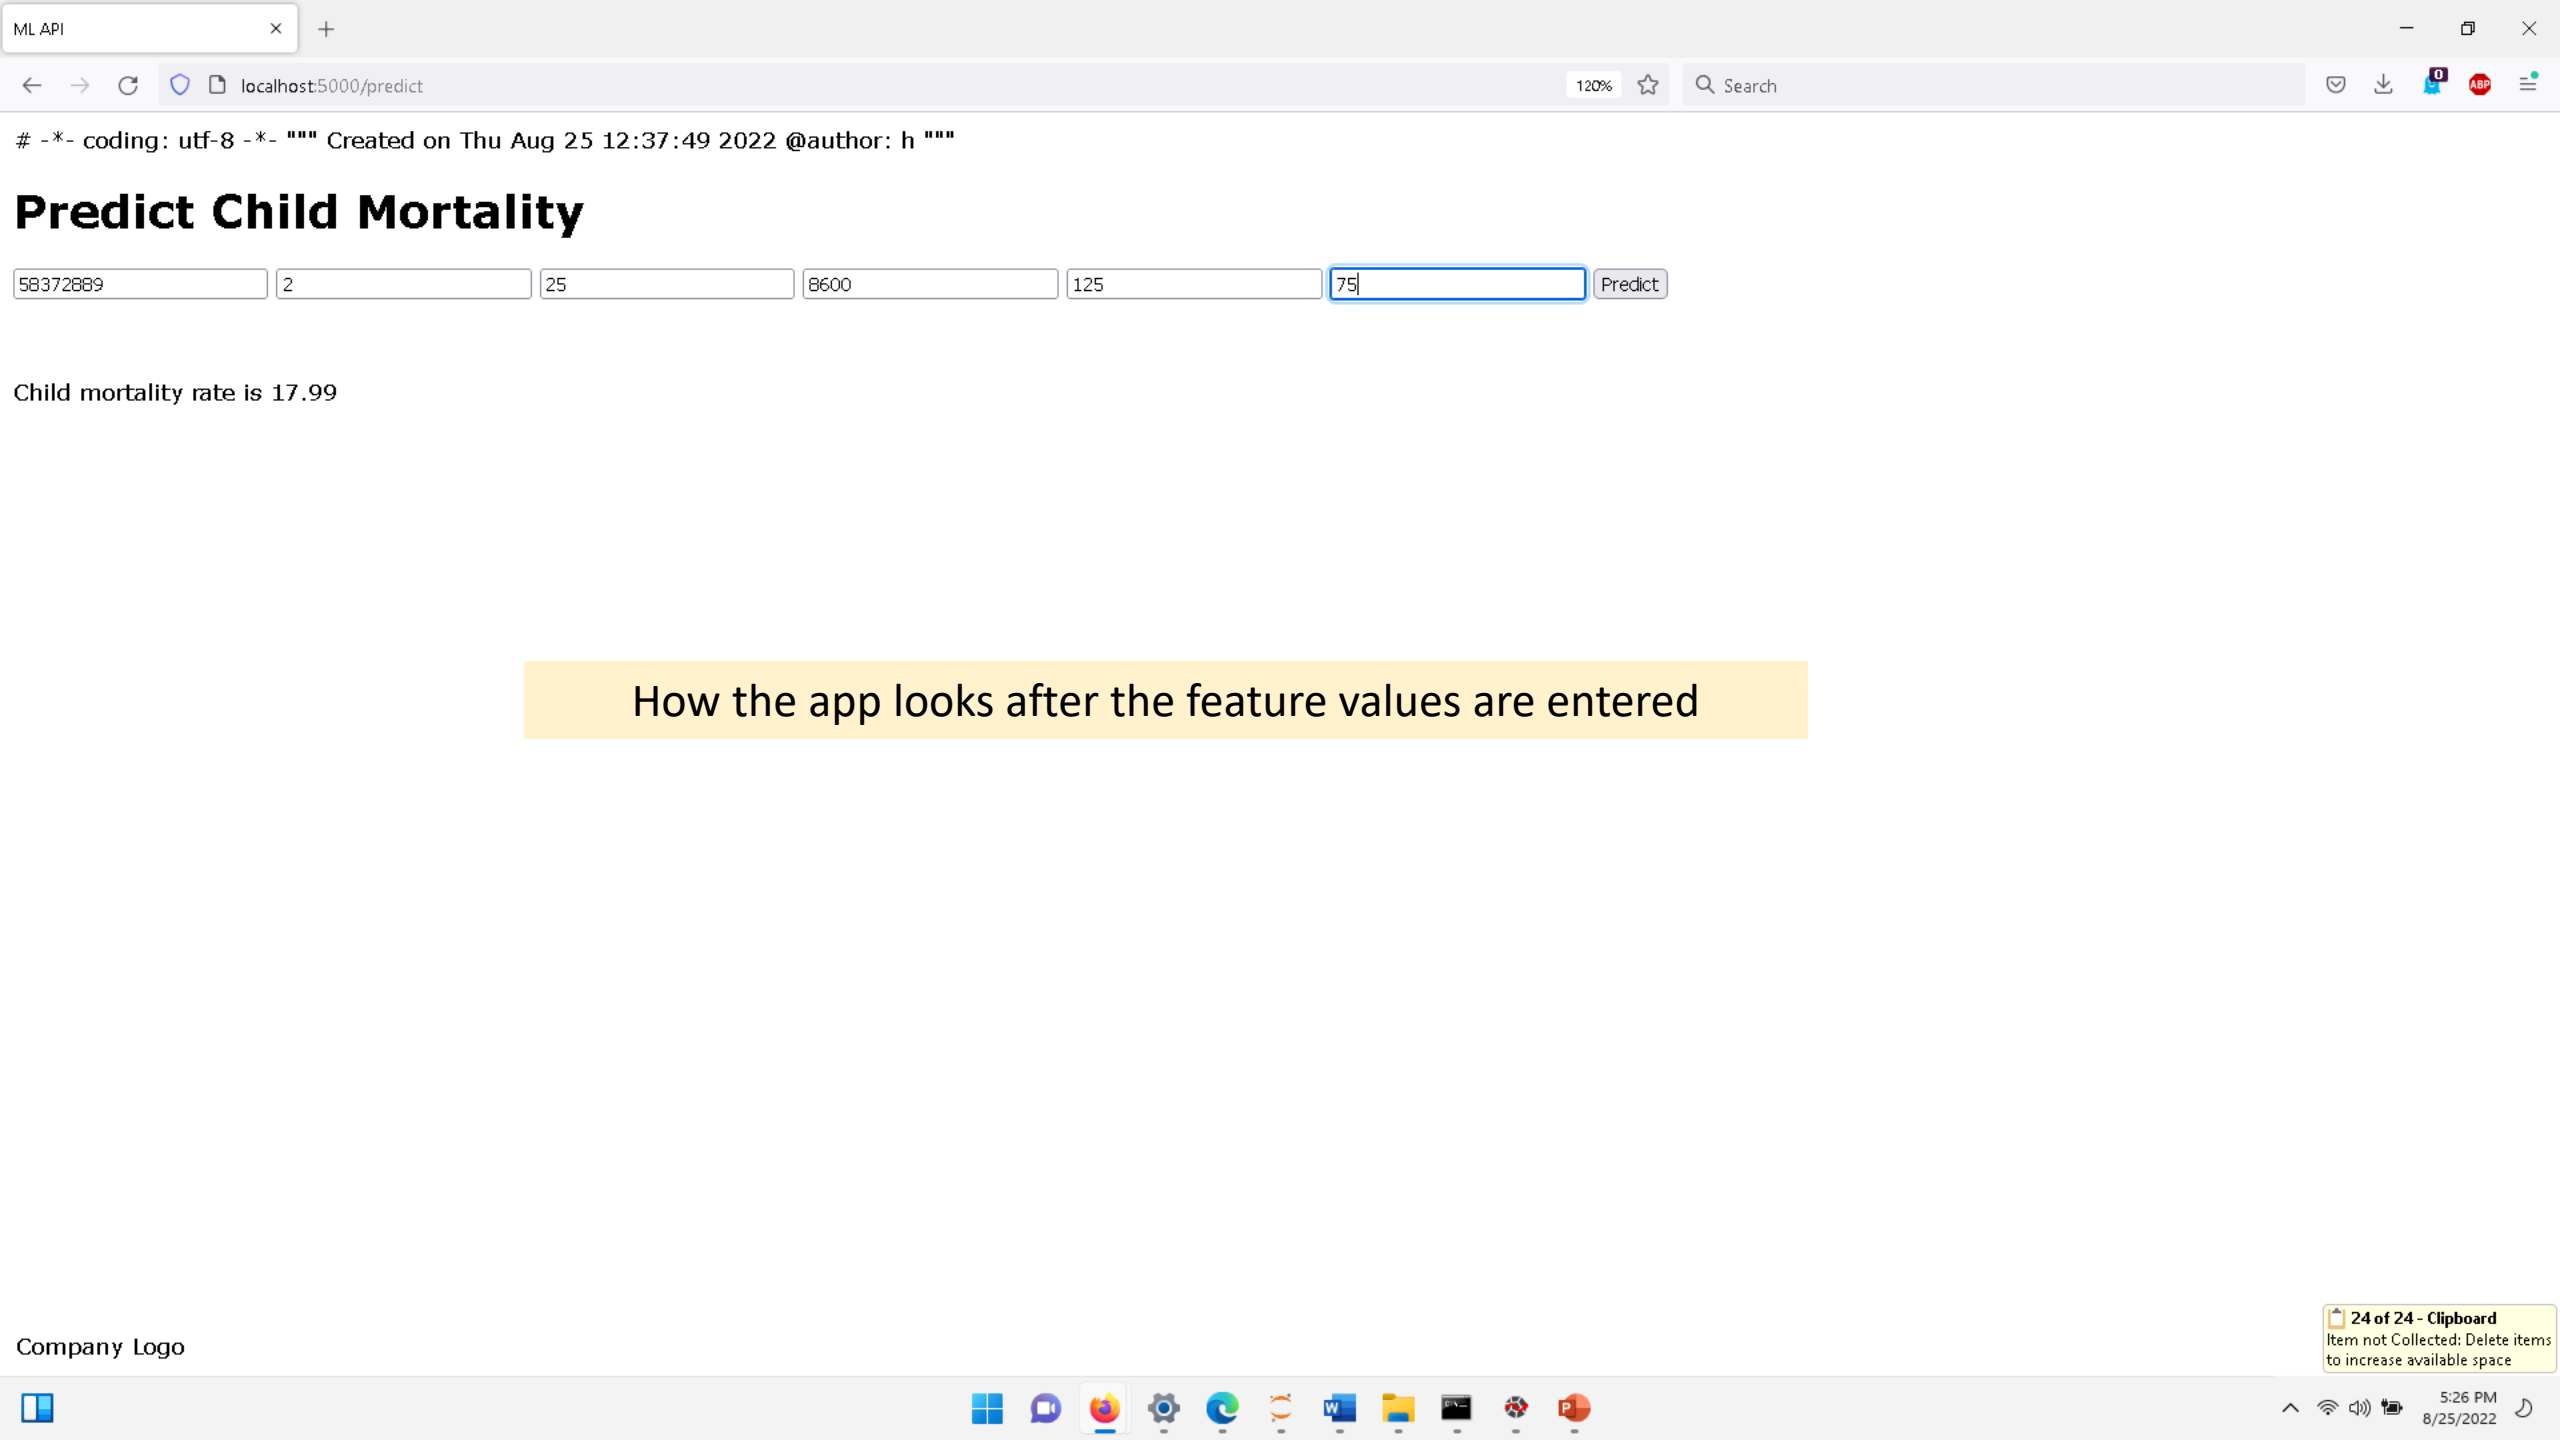 ML API
localhost:5000/predict
120%
Search
0
ABP
# -*- coding: utf-8 -*- """ Created on Thu Aug 25 12:37:49 2022 @author: h """
Predict Child Mortality
58372889 2 25 8600 125 75 Predict
Child mortality rate is 17.99
How the app looks after the feature values are entered
24 of 24 - Clipboard
Item not Collected: Delete items
to increase available space
Company Logo
5:26 PM
8/25/2022